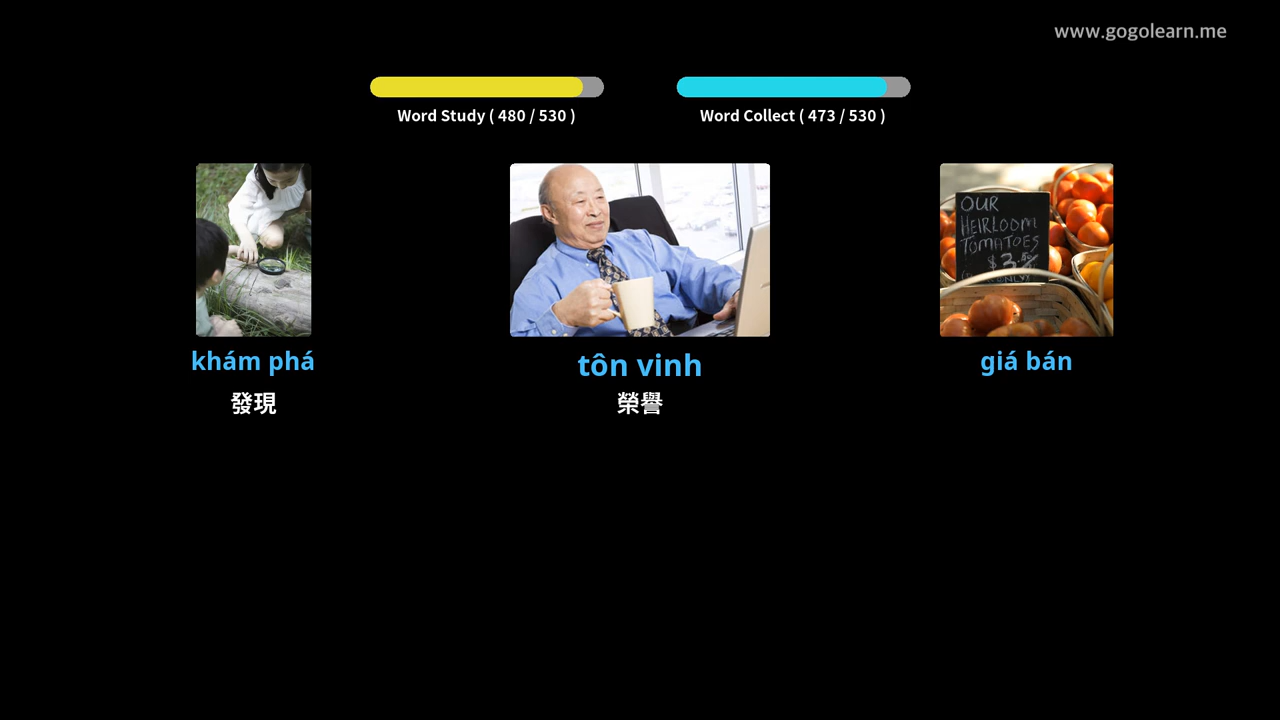 www.gogolearn.me
Word Study ( 480 / 530 )
Word Collect ( 473 / 530 )
OUR
HEIRLOOM
TOMATOES
khám phá
tôn vinh
giá bán
發現
榮譽